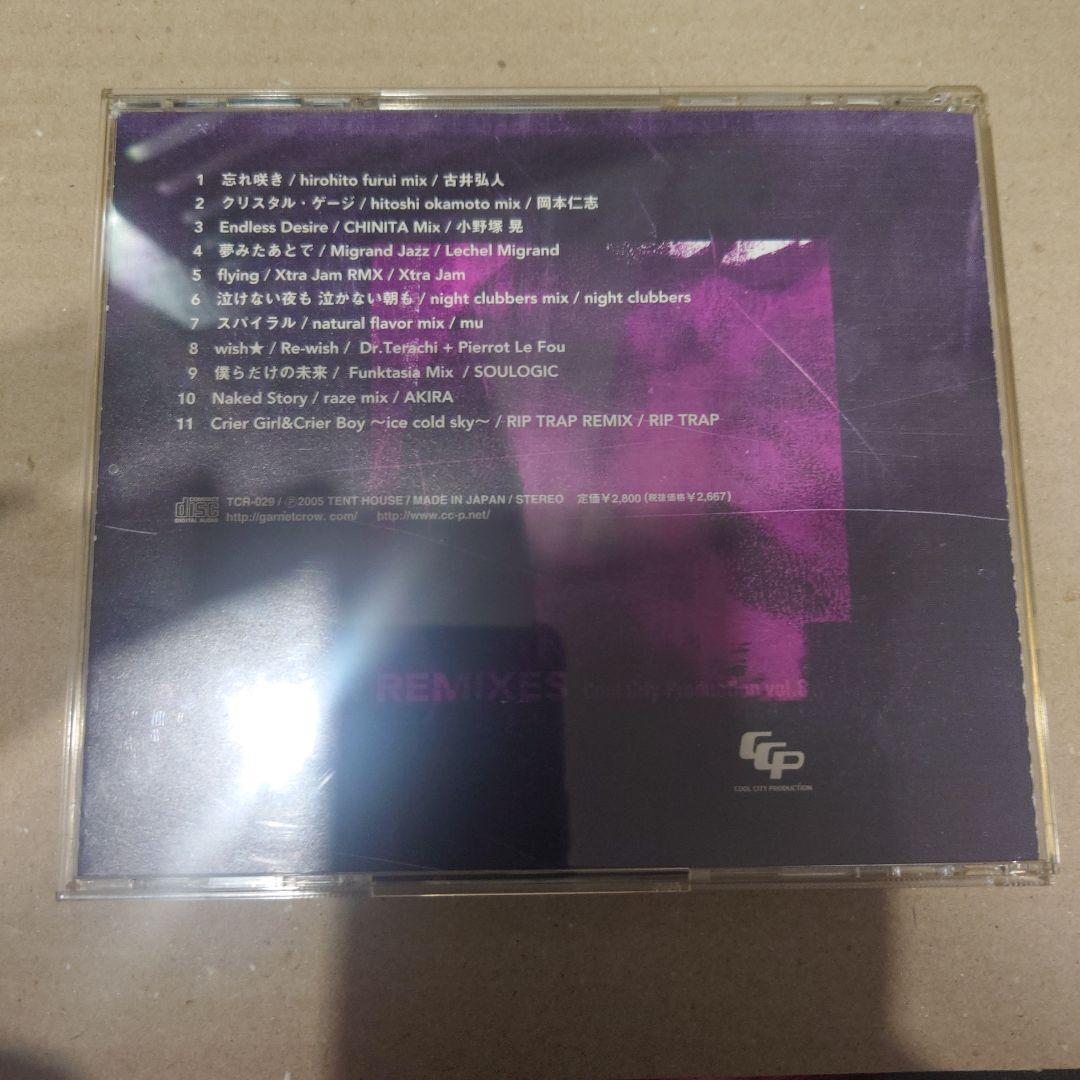 1 忘れ咲き / hirohito furui mix / 古井弘人
2 クリスタル・ゲージ / hitoshi okamoto mix / 岡本仁志
3 Endless Desire / CHINITA Mix / 小野塚 晃
4 夢みたあとで / Migrand Jazz / Lechel Migrand
5 flying / Xtra Jam RMX / Xtra Jam
6 泣けない夜も 泣かない朝も / night clubbers mix / night clubbers
7 スパイラル / natural flavor mix / mu
8 wish★ / Re-wish / Dr.Terachi + Pierrot Le Fou
9 僕らだけの未来 / Funktasia Mix / SOULOGIC
10 Naked Story / raze mix / AKIRA
11 Crier Girl&Crier Boy 〜ice cold sky〜 / RIP TRAP REMIX / RIP TRAP
COMPACT
disc
DIGITAL AUDIO
TCR-029 / Ⓟ 2005 TENT HOUSE / MADE IN JAPAN / STEREO 定価¥2,800 (税抜価格¥2,667)
http://garnetcrow. com/ http://www.cc-p.net/
REMIXES Cool City Production vol.
CCP
COOL CITY PRODUCTION